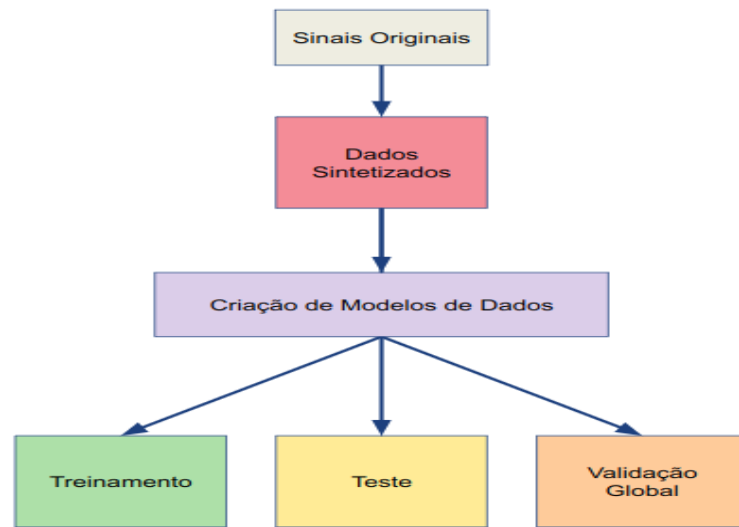 Sinais Originais
Dados
Sintetizados
Criação de Modelos de Dados
Treinamento
Teste
Validação
Global